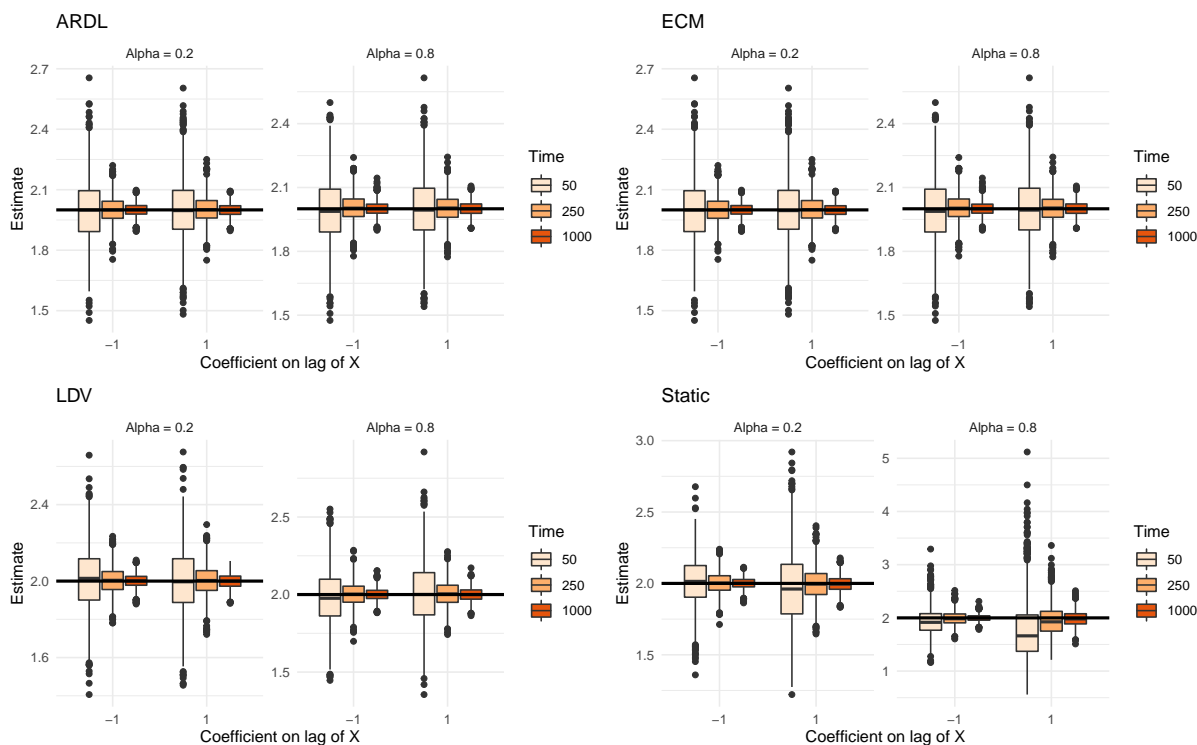 ARDL
Alpha = 0.2
Alpha = 0.8
2.7
2.4
2.1
1.8
1.5
2.4
2.1
1.8
1.5
Estimate
−1
1
−1
1
Coefficient on lag of X
Time
50
250
1000
ECM
Alpha = 0.2
Alpha = 0.8
2.7
2.4
2.1
1.8
1.5
2.4
2.1
1.8
1.5
Estimate
−1
1
−1
1
Coefficient on lag of X
Time
50
250
1000
LDV
Alpha = 0.2
Alpha = 0.8
2.4
2.0
1.6
2.5
2.0
1.5
Estimate
−1
1
−1
1
Coefficient on lag of X
Time
50
250
1000
Static
Alpha = 0.2
Alpha = 0.8
3.0
2.5
2.0
1.5
5
4
3
2
1
Estimate
−1
1
−1
1
Coefficient on lag of X
Time
50
250
1000